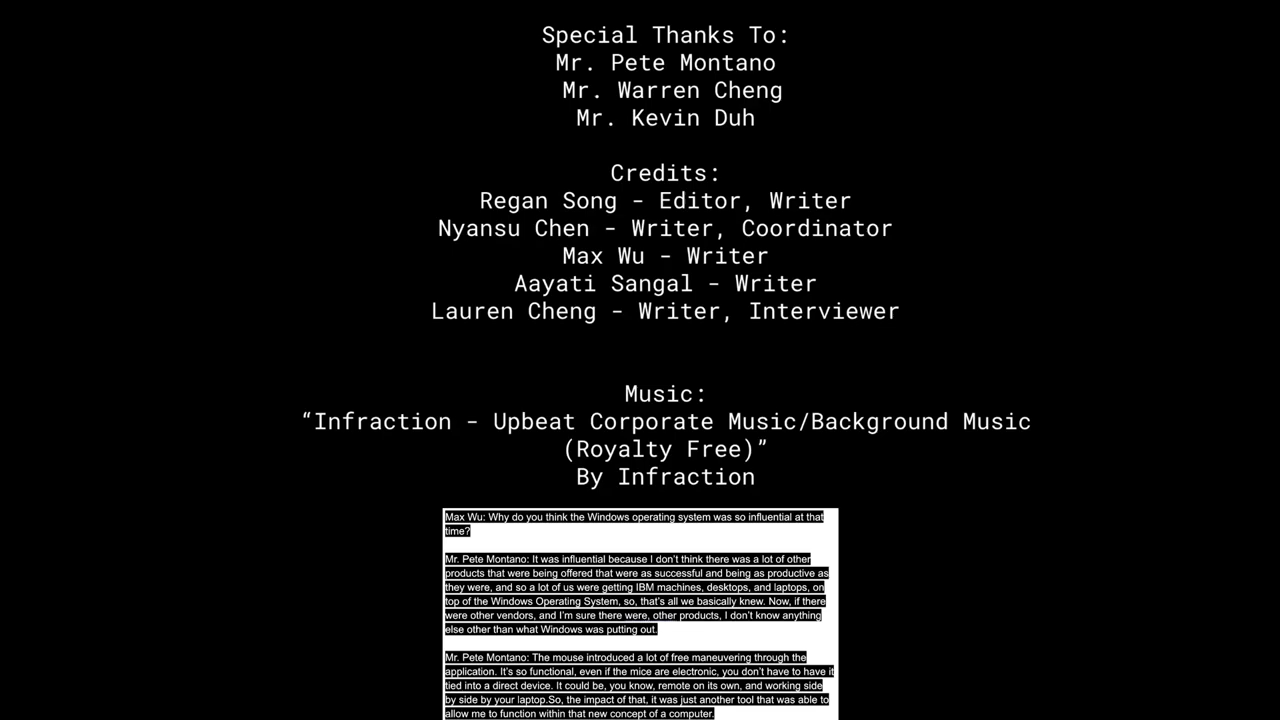 Special Thanks To:
Mr. Pete Montano
Mr. Warren Cheng
Mr. Kevin Duh
Credits:
Regan Song - Editor, Writer
Nyansu Chen - Writer, Coordinator
Max Wu - Writer
Aayati Sangal - Writer
Lauren Cheng - Writer, Interviewer
Music:
“Infraction - Upbeat Corporate Music/Background Music
(Royalty Free)”
By Infraction
Max Wu: Why do you think the Windows operating system was so influential at that
time?
Mr. Pete Montano: It was influential because I don’t think there was a lot of other
products that were being offered that were as successful and being as productive as
they were, and so a lot of us were getting IBM machines, desktops, and laptops, on
top of the Windows Operating System, so, that’s all we basically knew. Now, if there
were other vendors, and I’m sure there were, other products, I don’t know anything
else other than what Windows was putting out.
Mr. Pete Montano: The mouse introduced a lot of free maneuvering through the
application. It’s so functional, even if the mice are electronic, you don’t have to have it
tied into a direct device. It could be, you know, remote on its own, and working side
by side by your laptop.So, the impact of that, it was just another tool that was able to
allow me to function within that new concept of a computer.